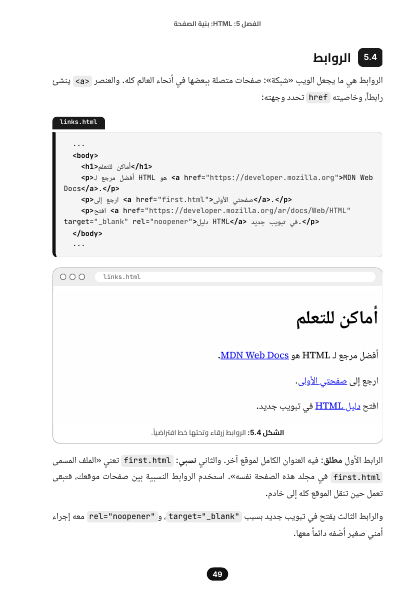 الفصل 5: HTML: بنية الصفحة
5.4 الروابط
الروابط هي ما يجعل الويب «شبكة»: صفحات متصلة ببعضها في أنحاء العالم كله. والعنصر <a> ينشئ
رابطاً، وخاصيته href تحدد وجهته:
links.html
...
<body>
<h1>أماكن للتعلم</h1>
<p>أفضل مرجع لـ HTML هو <a href="https://developer.mozilla.org">MDN Web
Docs</a>.</p>
<p>ارجع إلى <a href="first.html">صفحتي الأولى</a>.</p>
<p>افتح <a href="https://developer.mozilla.org/ar/docs/Web/HTML"
target="_blank" rel="noopener">دليل HTML</a> في تبويب جديد.</p>
</body>
...
links.html
أماكن للتعلم
أفضل مرجع لـ HTML هو MDN Web Docs.
ارجع إلى صفحتي الأولى.
افتح دليل HTML في تبويب جديد.
الشكل 5.4: الروابط زرقاء وتحتها خط افتراضياً.
الرابط الأول مطلق: فيه العنوان الكامل لموقع آخر. والثاني نسبي: first.html تعني «الملف المسمى
first.html في مجلد هذه الصفحة نفسه». استخدم الروابط النسبية بين صفحات موقعك، فتبقى
تعمل حين تنقل الموقع كله إلى خادم.
والرابط الثالث يفتح في تبويب جديد بسبب target="_blank"، و rel="noopener" معه إجراء
أمني صغير أضفه دائماً معها.
49